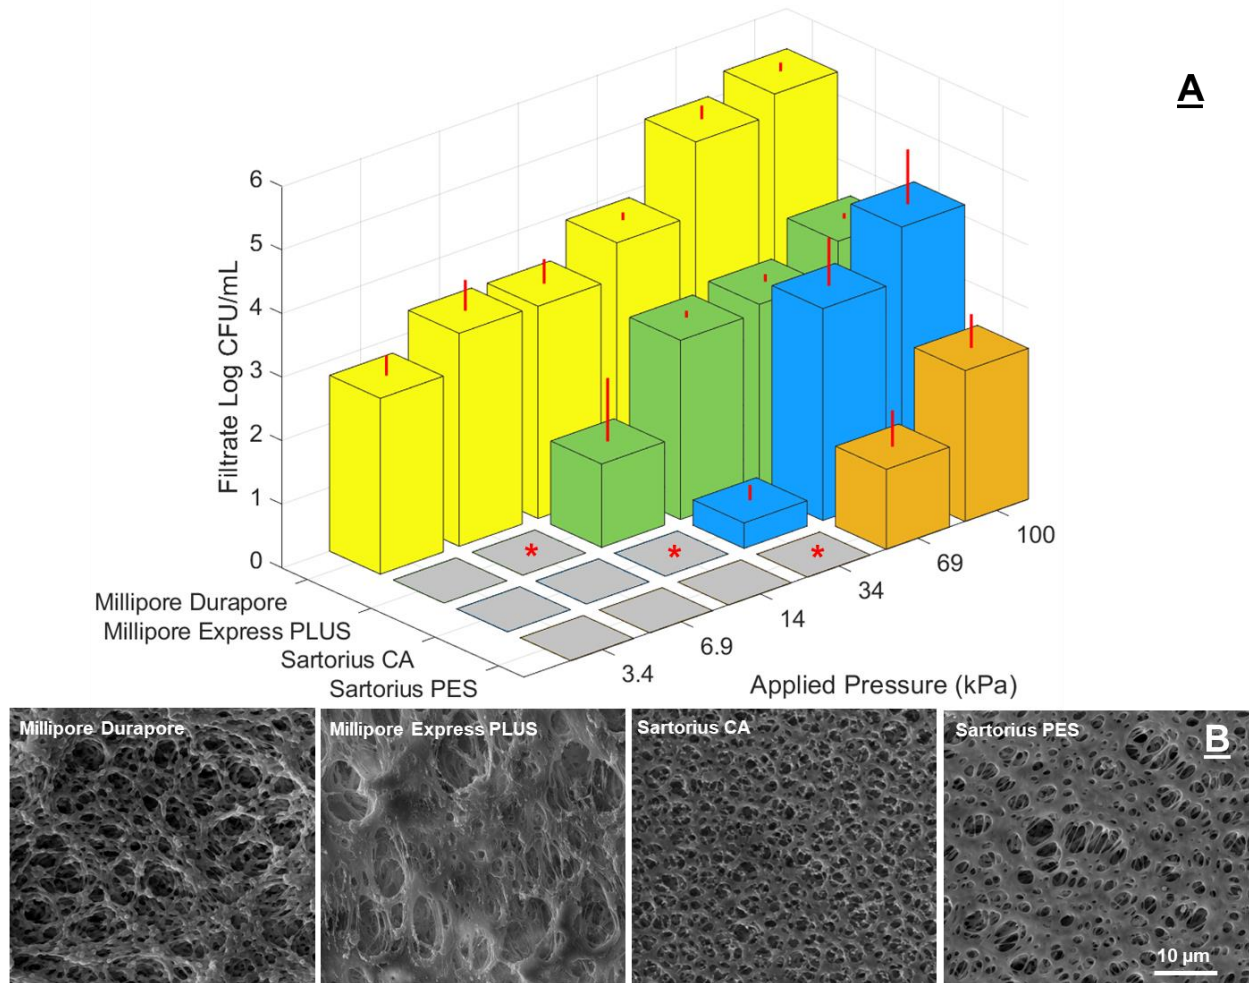 A
6
5
4
3
2
1
0
Filtrate Log CFU/mL
* * *
Millipore Durapore
Millipore Express PLUS
Sartorius CA
Sartorius PES
3.4
6.9
14
34
69
100
Applied Pressure (kPa)
Millipore Durapore
Millipore Express PLUS
Sartorius CA
Sartorius PES
B
10 µm